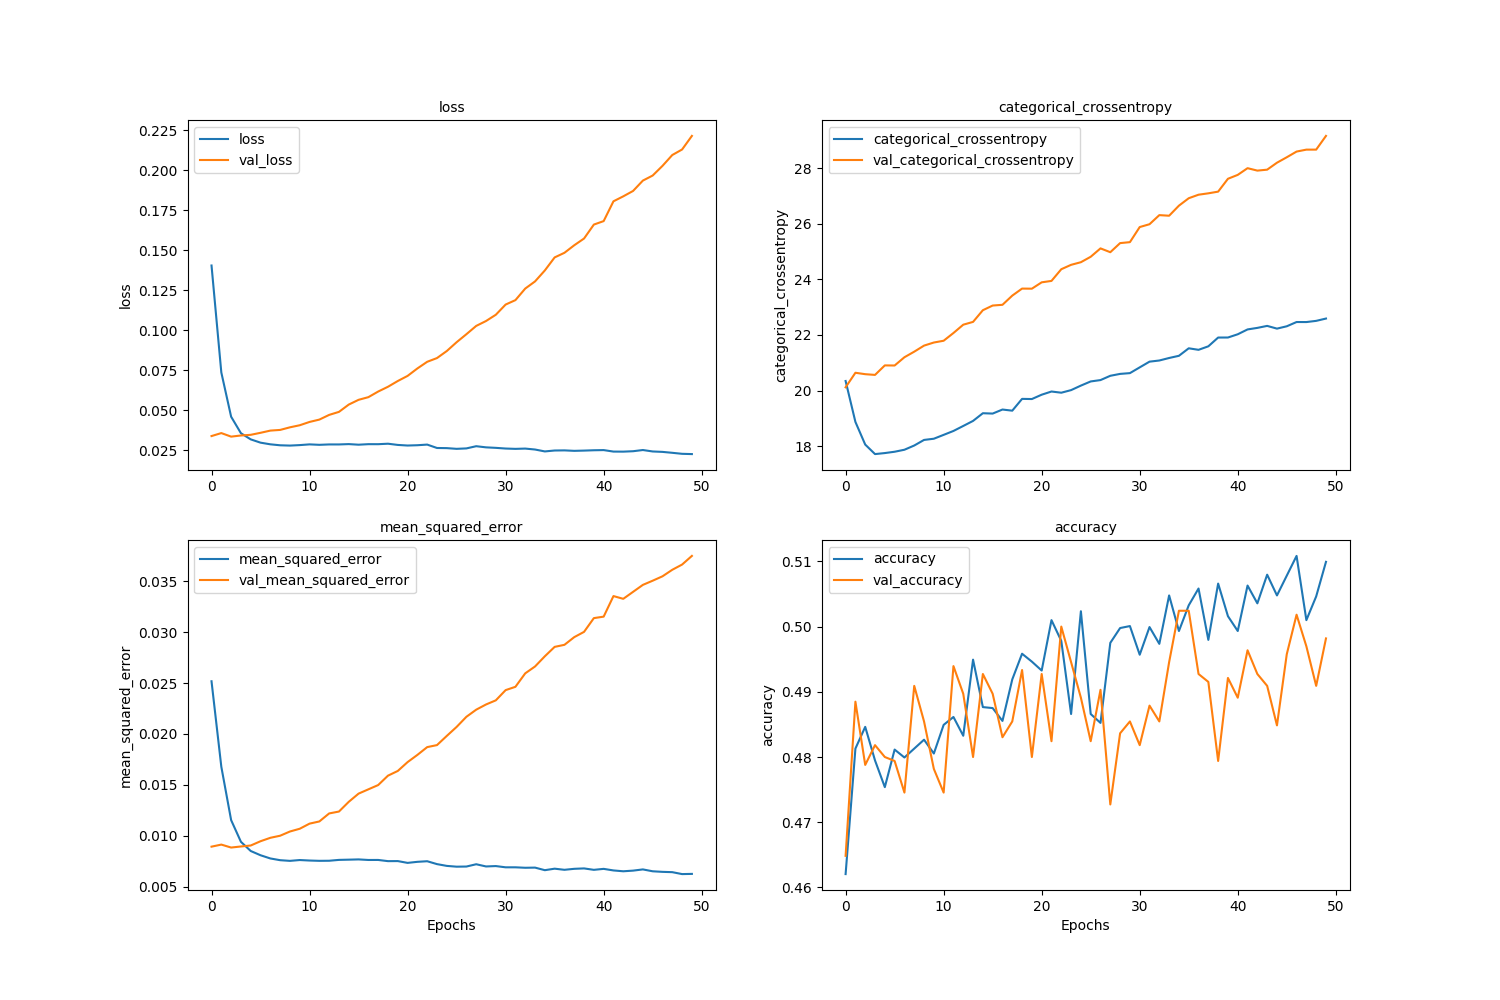 loss
loss
val_loss
0.225
0.200
0.175
0.150
0.125
0.100
0.075
0.050
0.025
loss
0 10 20 30 40 50
categorical_crossentropy
categorical_crossentropy
val_categorical_crossentropy
28
26
24
22
20
18
categorical_crossentropy
0 10 20 30 40 50
mean_squared_error
mean_squared_error
val_mean_squared_error
0.035
0.030
0.025
0.020
0.015
0.010
0.005
mean_squared_error
0 10 20 30 40 50
Epochs
accuracy
accuracy
val_accuracy
0.51
0.50
0.49
0.48
0.47
0.46
accuracy
0 10 20 30 40 50
Epochs